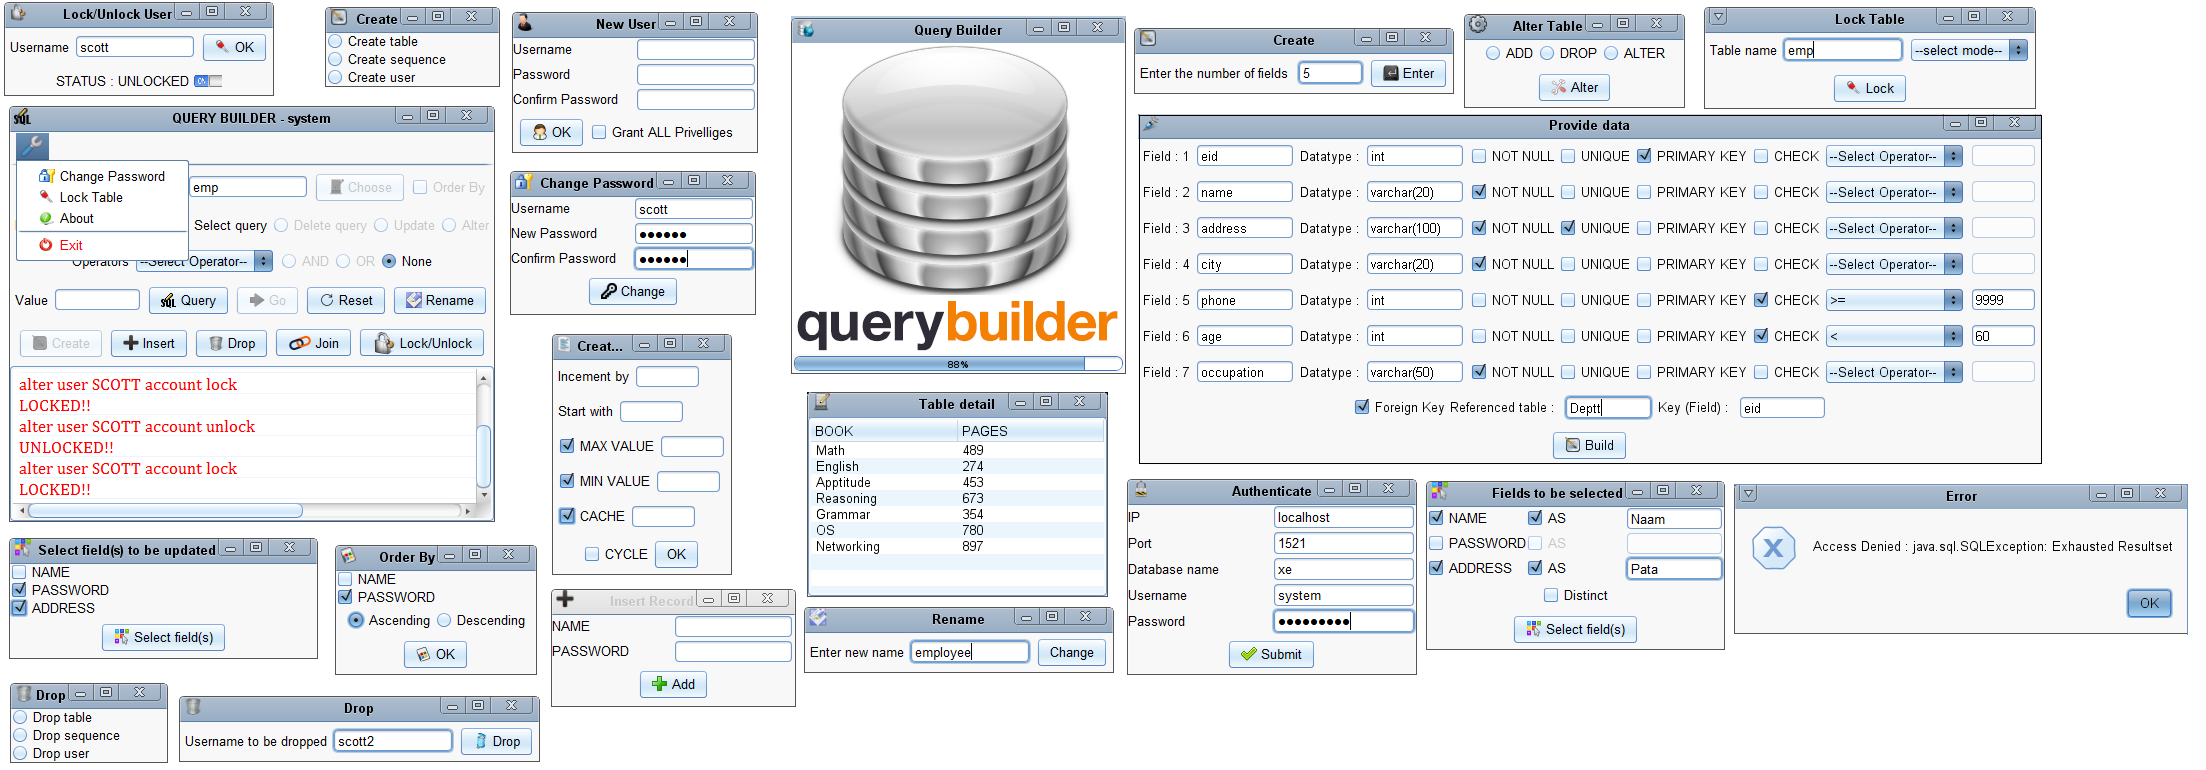 Lock/Unlock User
Username scott OK
STATUS : UNLOCKED ON
Create
Create table
Create sequence
Create user
New User
Username
Password
Confirm Password
OK Grant ALL Privelliges
Query Builder
querybuilder
88%
Create
Enter the number of fields 5 Enter
Alter Table
ADD DROP ALTER
Alter
Lock Table
Table name emp --select mode--
Lock
SQL QUERY BUILDER - system
Change Password
Lock Table
About
Exit
emp Choose Order By
Select query Delete query Update Alter
Operators --Select Operator-- AND OR None
Value SQL Query Go Reset Rename
Create Insert Drop Join Lock/Unlock
alter user SCOTT account lock
LOCKED!!
alter user SCOTT account unlock
UNLOCKED!!
alter user SCOTT account lock
LOCKED!!
Change Password
Username scott
New Password
Confirm Password
Change
Provide data
Field : 1 eid Datatype : int NOT NULL UNIQUE PRIMARY KEY CHECK --Select Operator--
Field : 2 name Datatype : varchar(20) NOT NULL UNIQUE PRIMARY KEY CHECK --Select Operator--
Field : 3 address Datatype : varchar(100) NOT NULL UNIQUE PRIMARY KEY CHECK --Select Operator--
Field : 4 city Datatype : varchar(20) NOT NULL UNIQUE PRIMARY KEY CHECK --Select Operator--
Field : 5 phone Datatype : int NOT NULL UNIQUE PRIMARY KEY CHECK >= 9999
Field : 6 age Datatype : int NOT NULL UNIQUE PRIMARY KEY CHECK < 60
Field : 7 occupation Datatype : varchar(50) NOT NULL UNIQUE PRIMARY KEY CHECK --Select Operator--
Foreign Key Referenced table : Deptt Key (Field) : eid
Build
Creat...
Incement by
Start with
MAX VALUE
MIN VALUE
CACHE
CYCLE OK
Table detail
BOOK PAGES
Math 489
English 274
Apptitude 453
Reasoning 673
Grammar 354
OS 780
Networking 897
Authenticate
IP localhost
Port 1521
Database name xe
Username system
Password
Submit
Fields to be selected
NAME AS Naam
PASSWORD AS
ADDRESS AS Pata
Distinct
Select field(s)
Error
Access Denied : java.sql.SQLException: Exhausted Resultset
OK
Select field(s) to be updated
NAME
PASSWORD
ADDRESS
Select field(s)
Order By
NAME
PASSWORD
Ascending Descending
OK
Insert Record
NAME
PASSWORD
Add
Rename
Enter new name employee Change
Drop
Drop table
Drop sequence
Drop user
Drop
Username to be dropped scott2 Drop